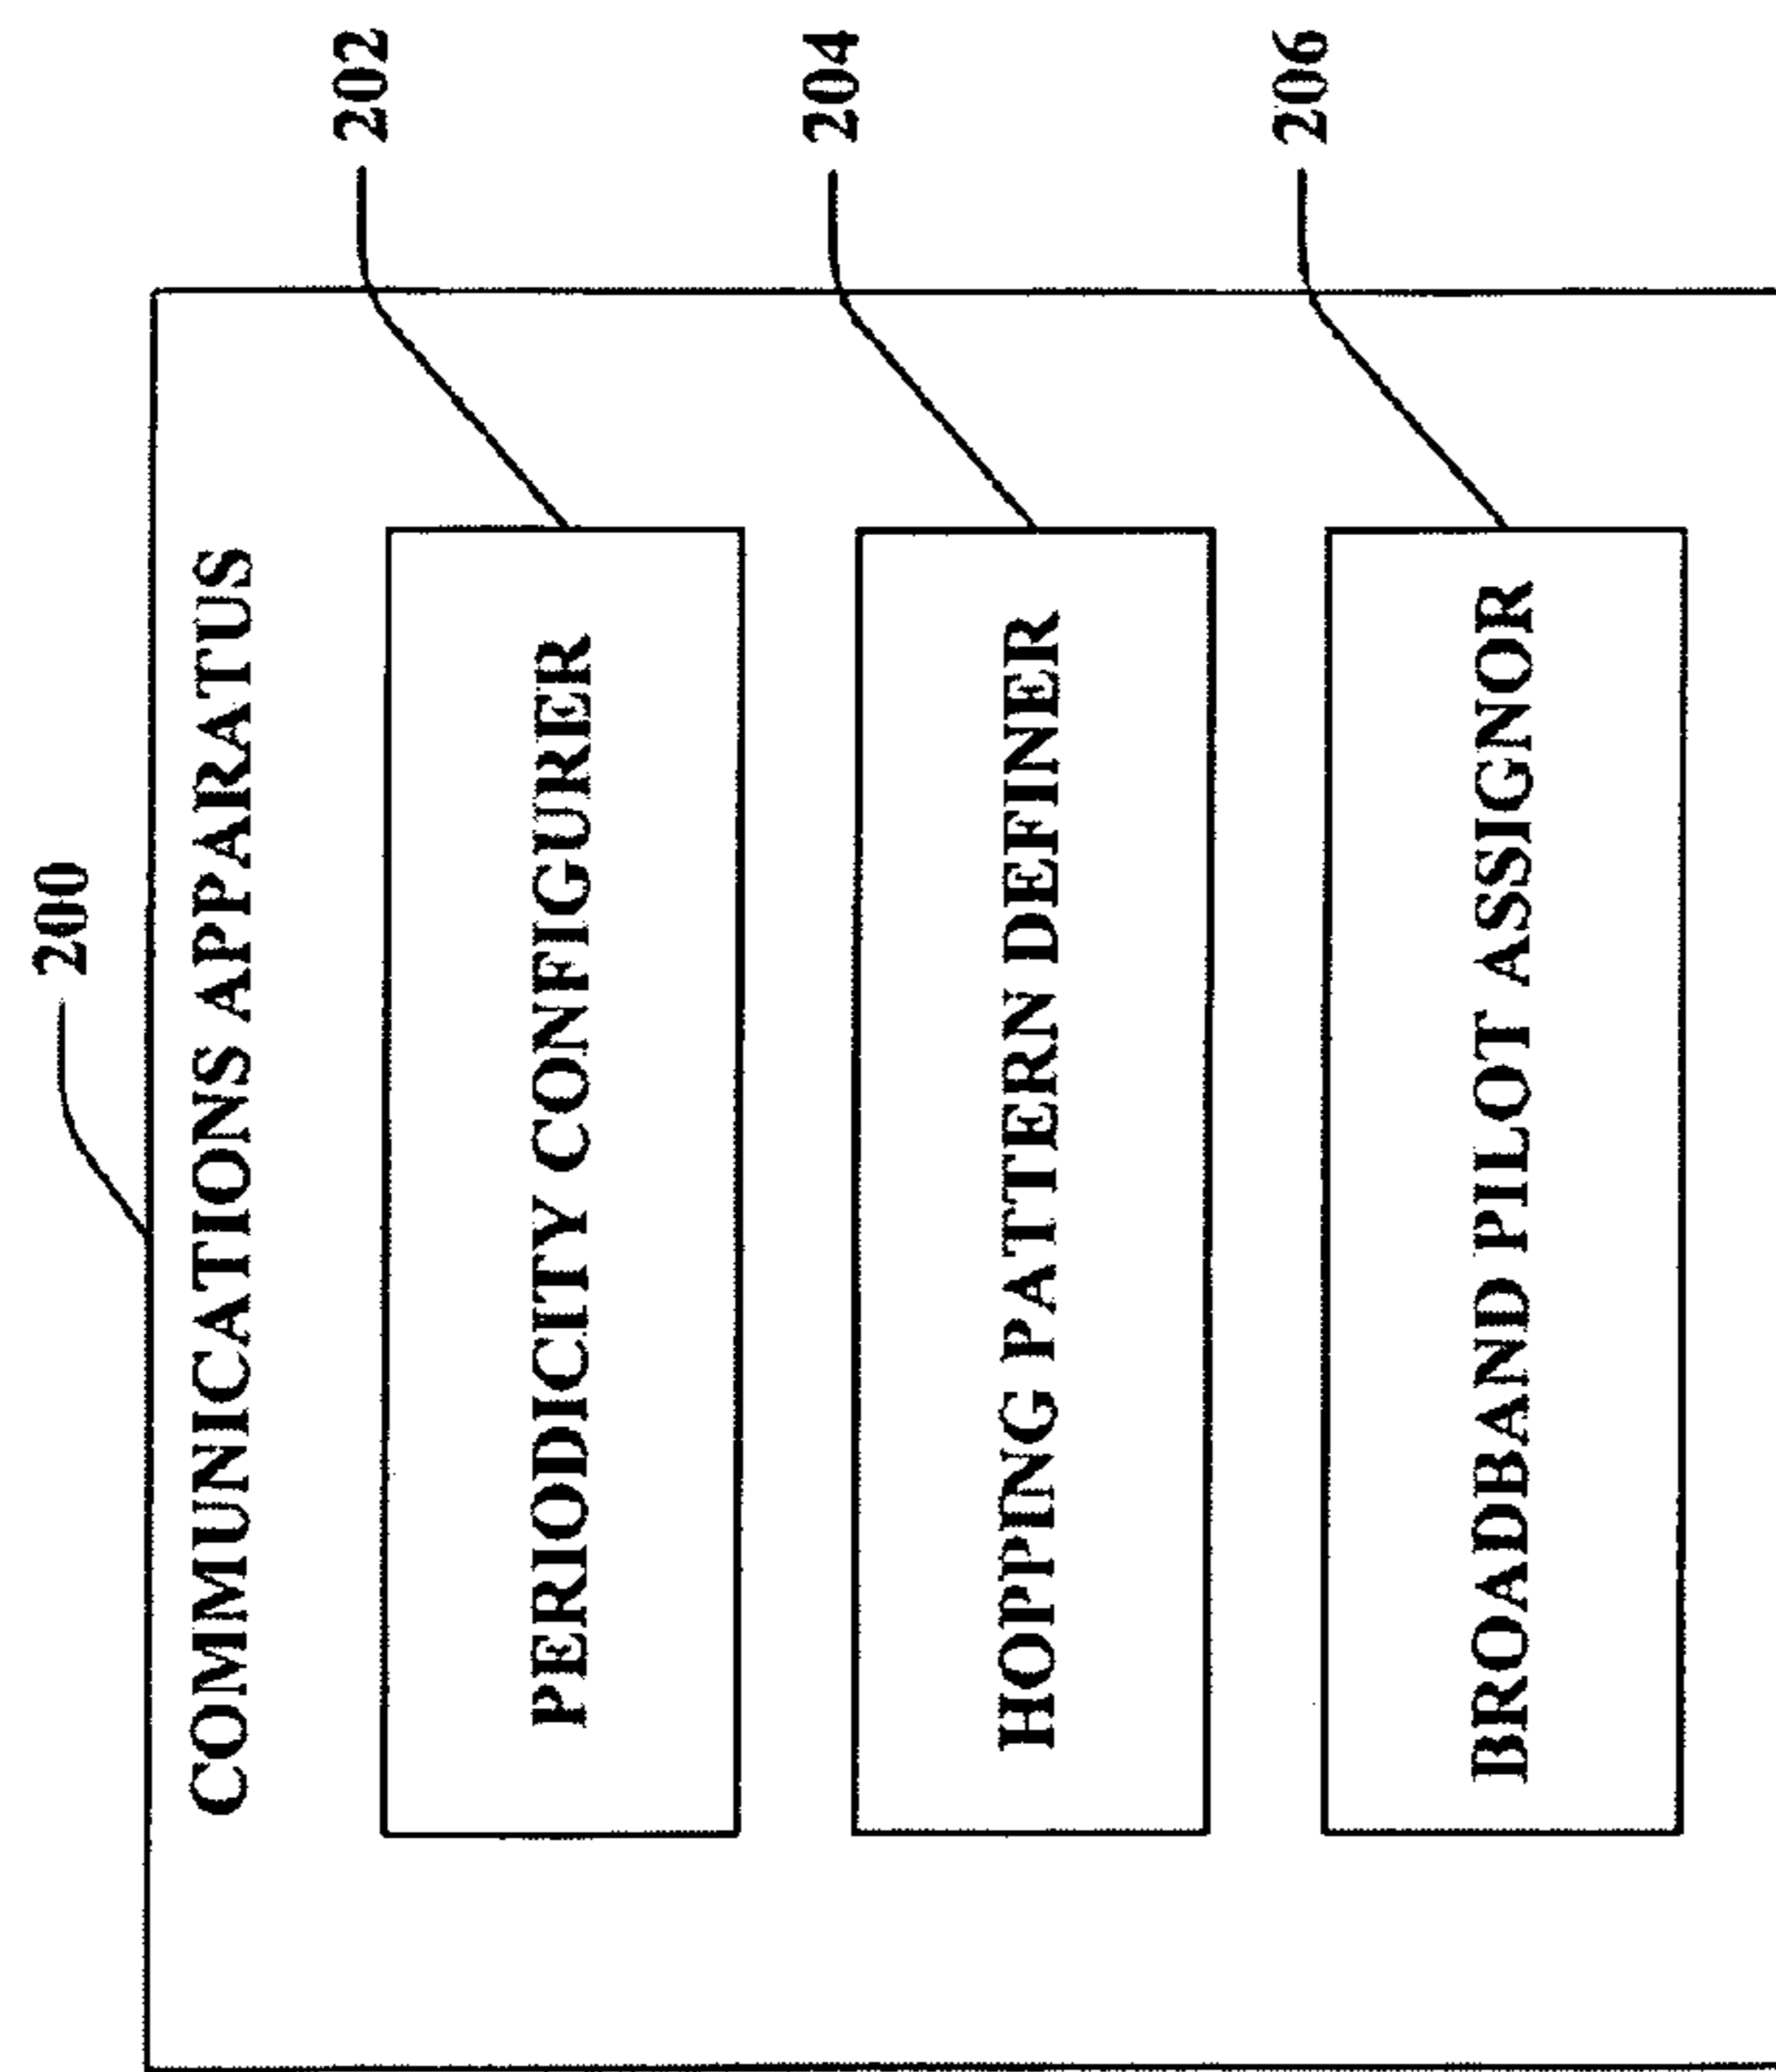 200
COMMUNICATIONS APPARATUS
202
PERIODICITY CONFIGURER
204
HOPPING PATTERN DEFINER
206
BROADBAND PILOT ASSIGNOR